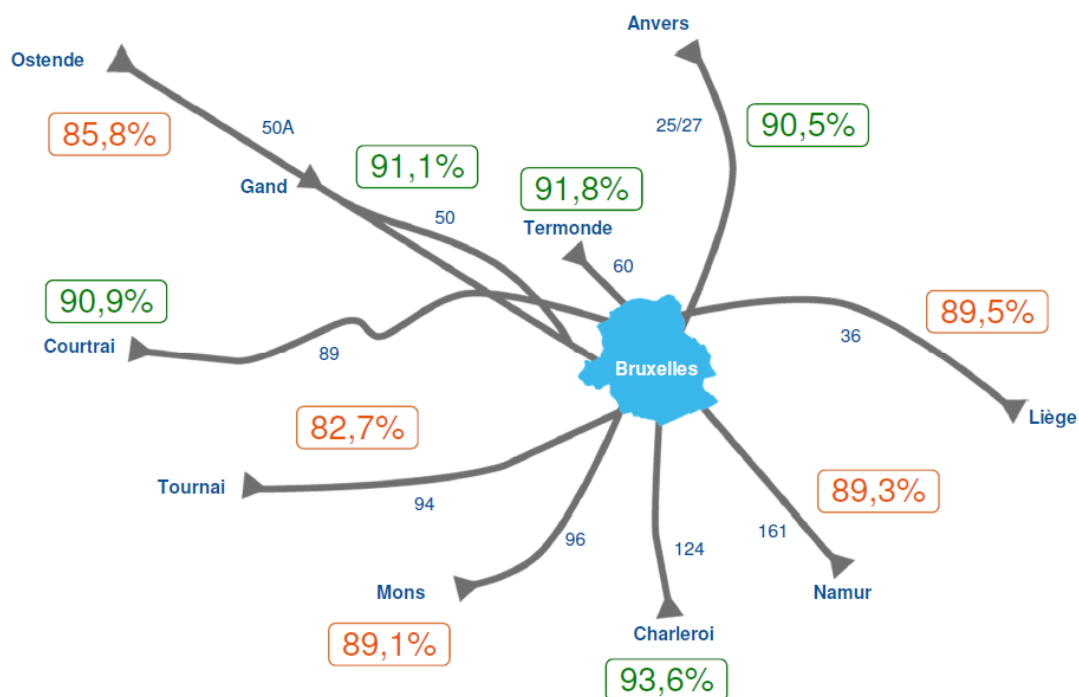 Anvers
Ostende
85,8%
50A
25/27
90,5%
Gand
91,1%
91,8%
50
Termonde
60
90,9%
Courtrai
89
Bruxelles
36
89,5%
Liège
82,7%
Tournai
94
89,3%
96
124
161
Mons
Namur
89,1%
Charleroi
93,6%